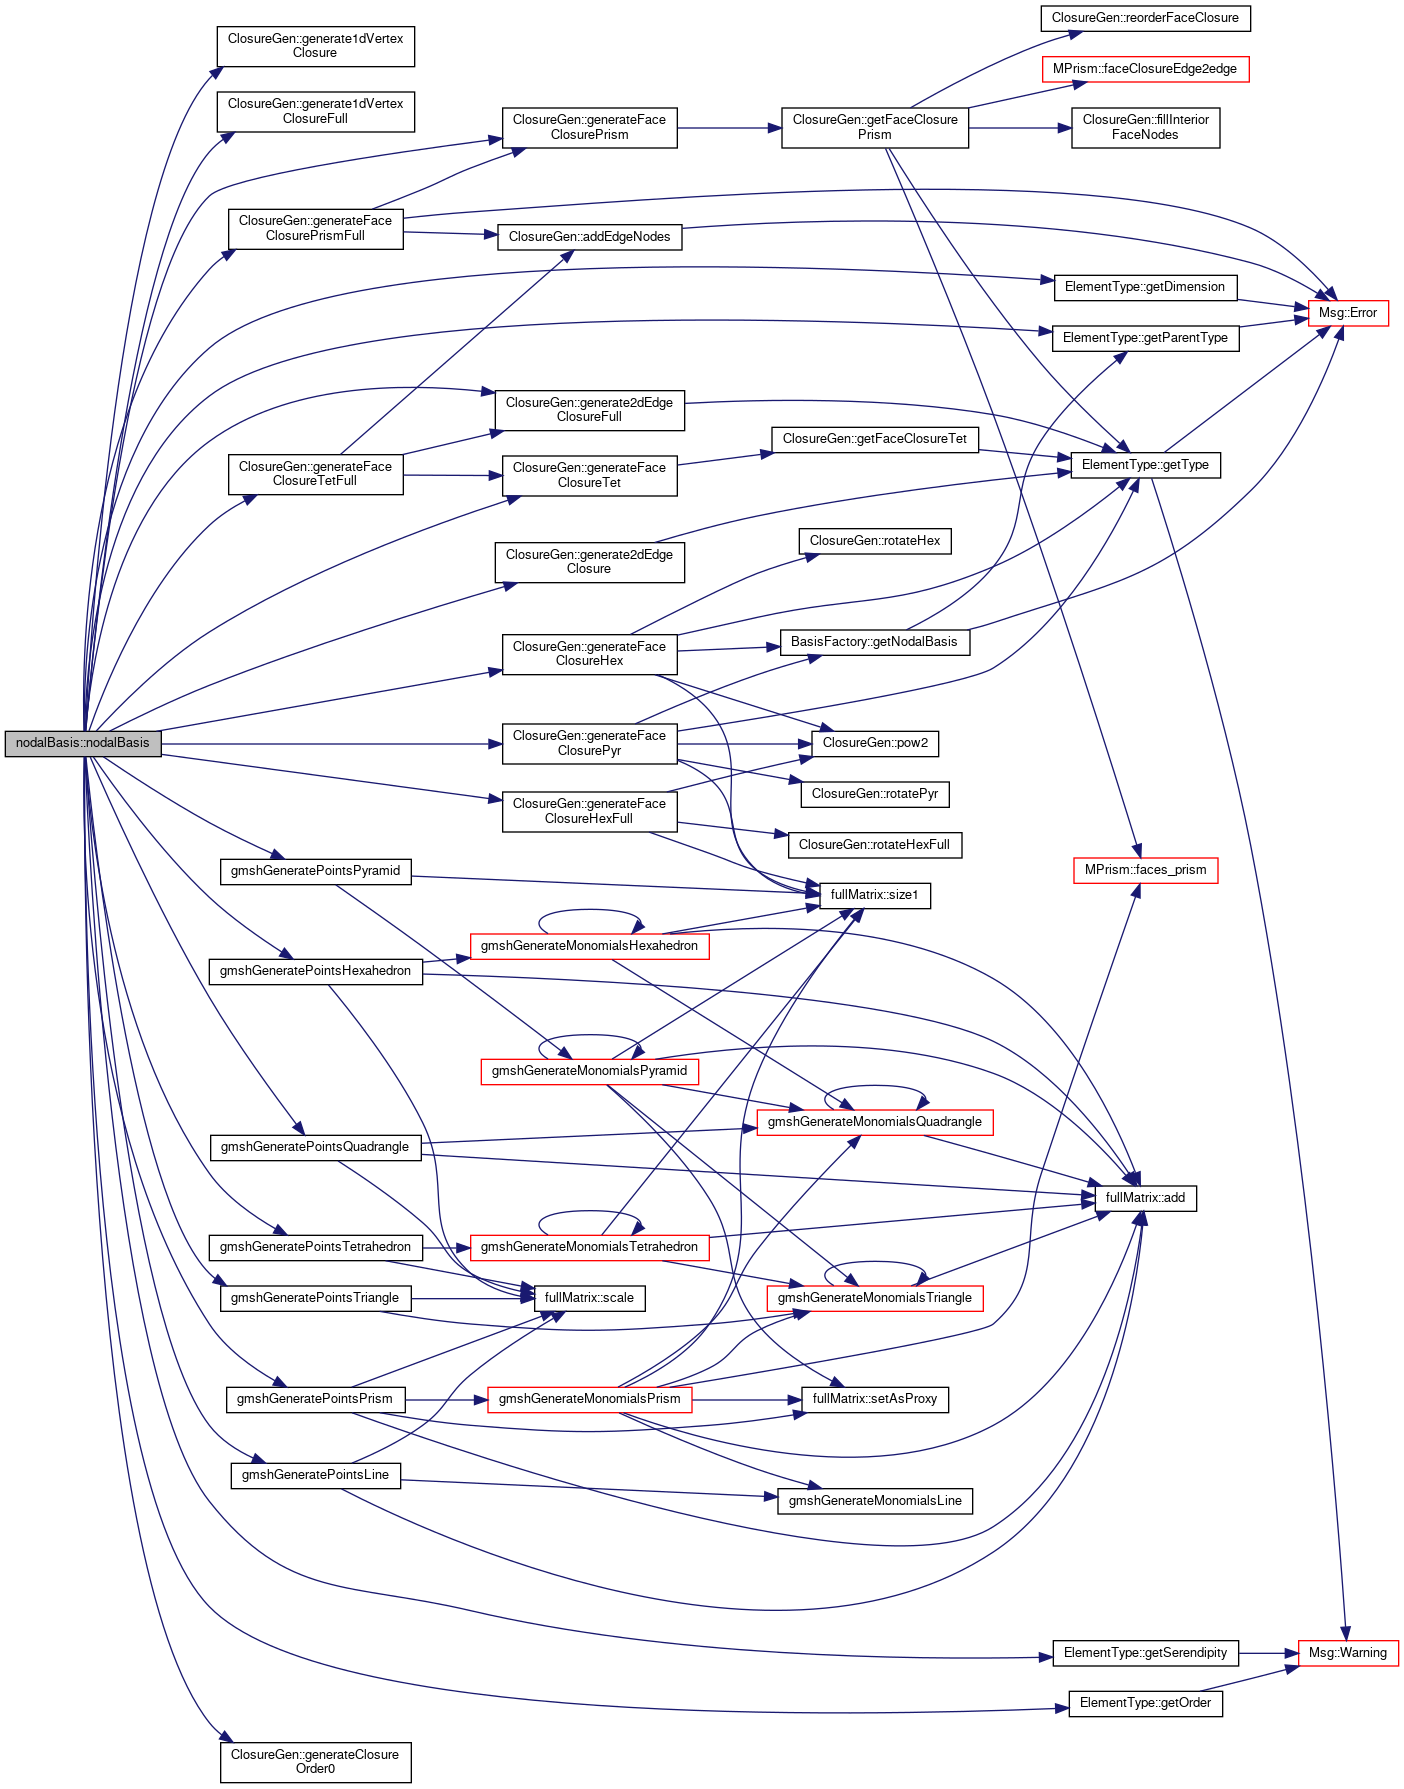 nodalBasis::nodalBasis
ClosureGen::generate1dVertex
Closure
ClosureGen::generate1dVertex
ClosureFull
ClosureGen::generateFace
ClosurePrismFull
ClosureGen::generateFace
ClosureTetFull
gmshGeneratePointsPyramid
gmshGeneratePointsHexahedron
gmshGeneratePointsQuadrangle
gmshGeneratePointsTetrahedron
gmshGeneratePointsTriangle
gmshGeneratePointsPrism
gmshGeneratePointsLine
ClosureGen::generateClosure
Order0
ClosureGen::generateFace
ClosurePrism
ClosureGen::addEdgeNodes
ClosureGen::generate2dEdge
ClosureFull
ClosureGen::generateFace
ClosureTet
ClosureGen::generate2dEdge
Closure
ClosureGen::generateFace
ClosureHex
ClosureGen::generateFace
ClosurePyr
ClosureGen::generateFace
ClosureHexFull
gmshGenerateMonomialsHexahedron
gmshGenerateMonomialsPyramid
gmshGenerateMonomialsTetrahedron
fullMatrix::scale
gmshGenerateMonomialsPrism
ClosureGen::getFaceClosure
Prism
ClosureGen::getFaceClosureTet
ClosureGen::rotateHex
BasisFactory::getNodalBasis
ClosureGen::pow2
ClosureGen::rotatePyr
ClosureGen::rotateHexFull
fullMatrix::size1
gmshGenerateMonomialsQuadrangle
gmshGenerateMonomialsTriangle
fullMatrix::setAsProxy
gmshGenerateMonomialsLine
ClosureGen::reorderFaceClosure
MPrism::faceClosureEdge2edge
ClosureGen::fillInterior
FaceNodes
ElementType::getDimension
ElementType::getParentType
ElementType::getType
MPrism::faces_prism
fullMatrix::add
ElementType::getSerendipity
ElementType::getOrder
Msg::Error
Msg::Warning